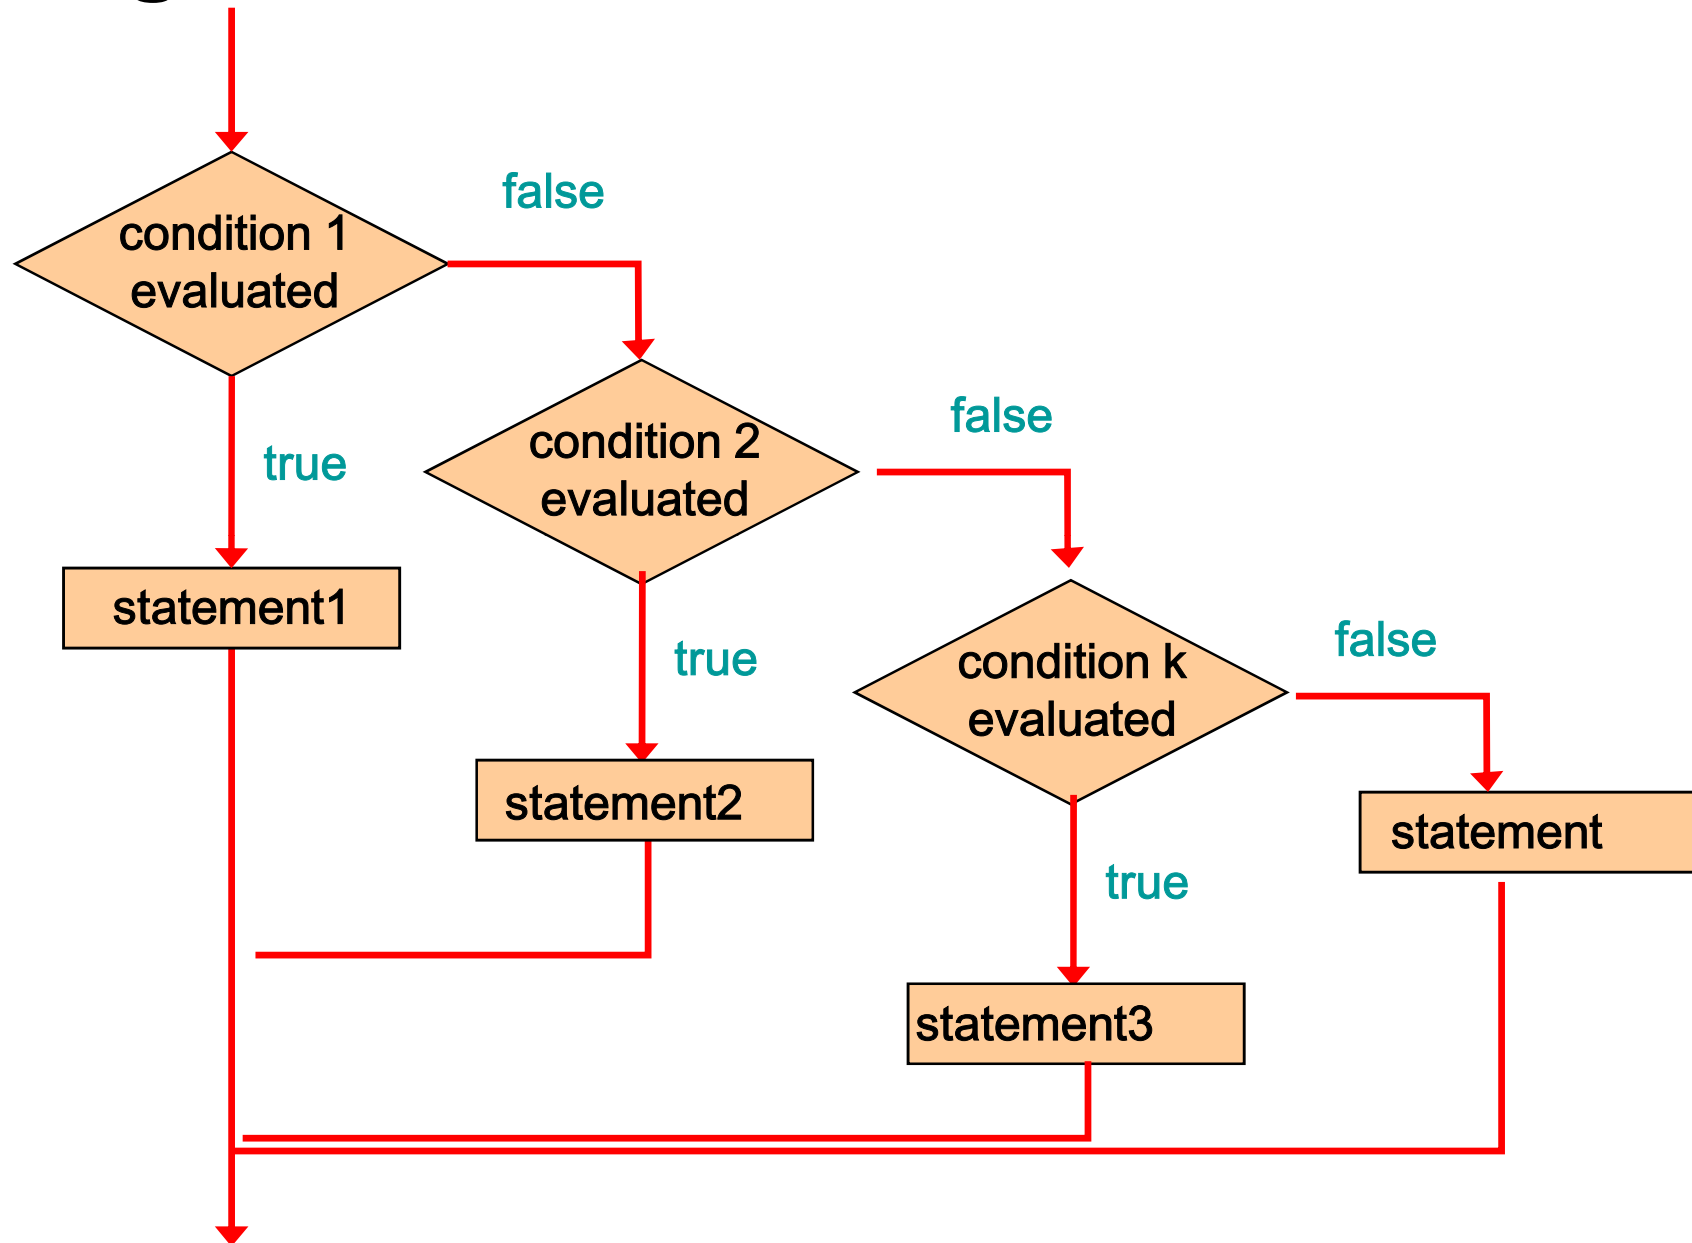 false
condition 1
evaluated
false
true
condition 2
evaluated
statement1
true
false
condition k
evaluated
statement2
statement
true
statement3